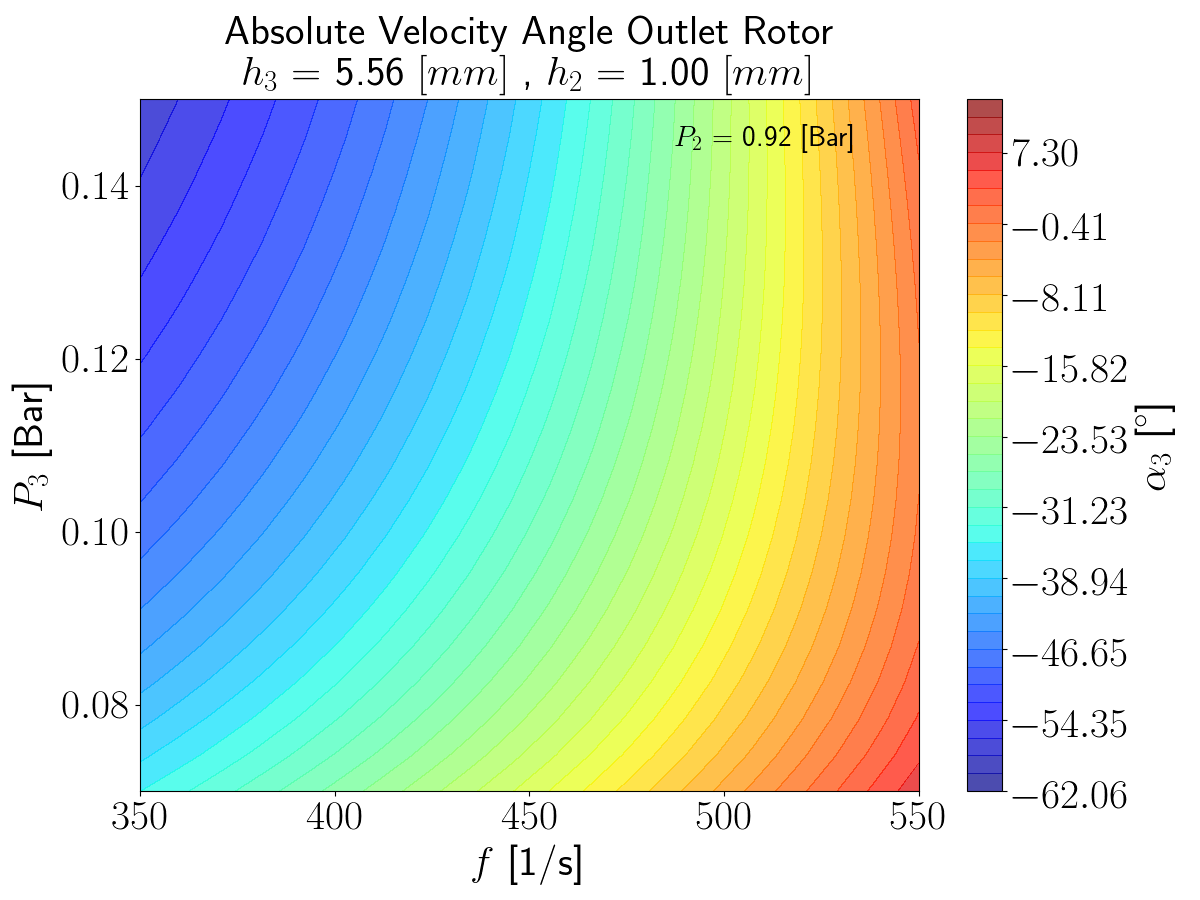 Absolute Velocity Angle Outlet Rotor
h₃ = 5.56 [mm] , h₂ = 1.00 [mm]
P₂ = 0.92 [Bar]
0.14
0.12
0.10
0.08
P₃ [Bar]
350 400 450 500 550
f [1/s]
7.30
−0.41
−8.11
−15.82
−23.53
−31.23
−38.94
−46.65
−54.35
−62.06
α₃ [°]